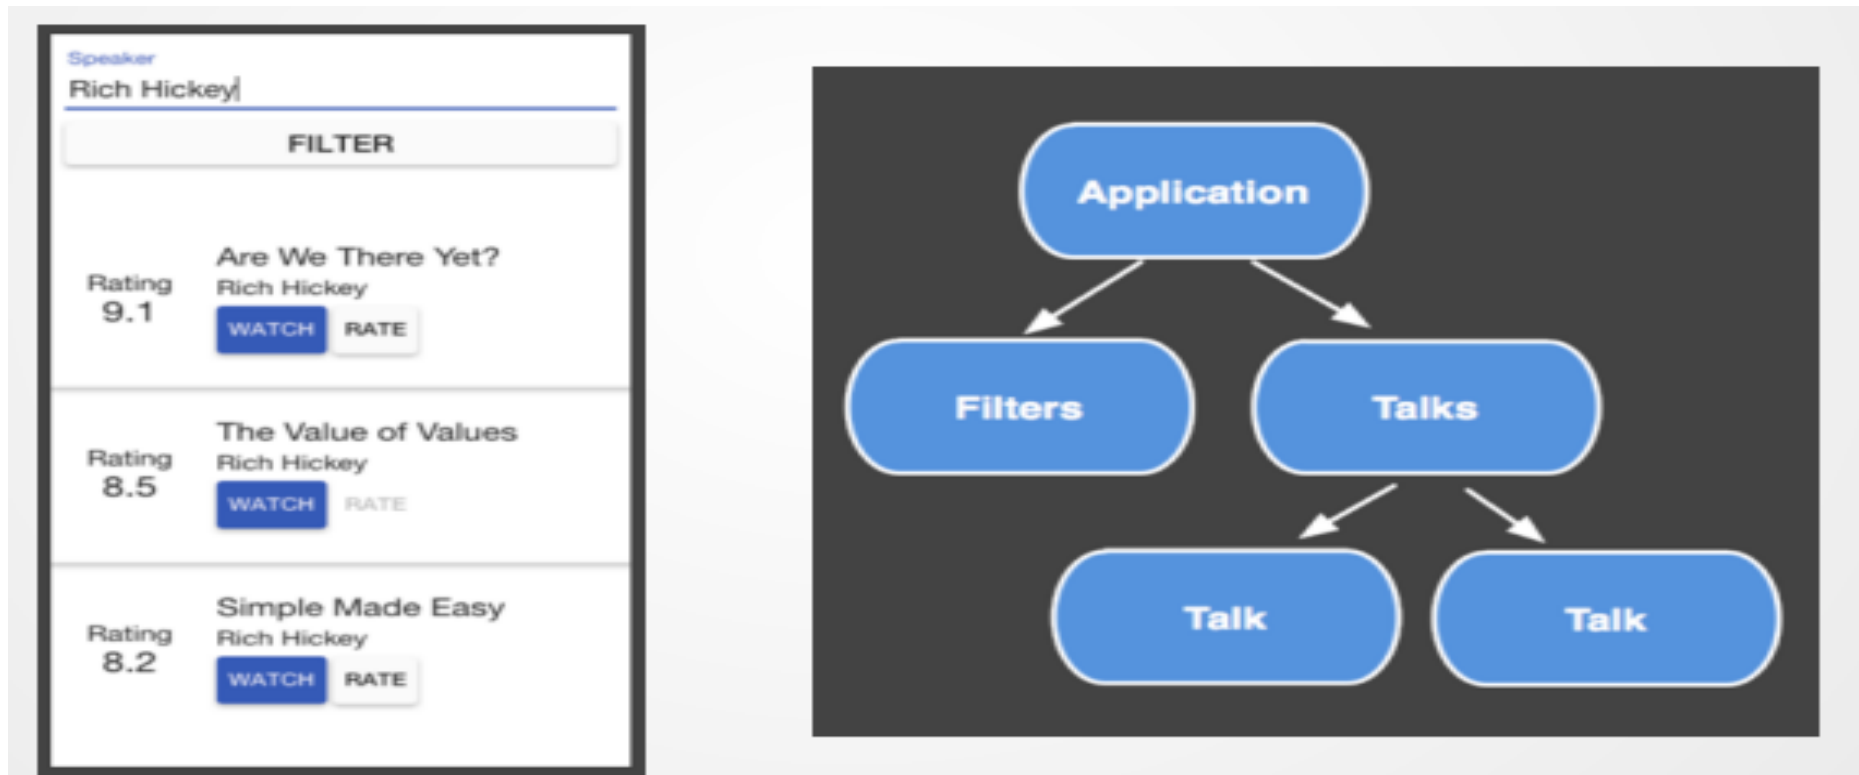 Speaker
Rich Hickey
FILTER
Are We There Yet?
Rating
Rich Hickey
9.1
WATCH RATE
The Value of Values
Rating
Rich Hickey
8.5
WATCH RATE
Simple Made Easy
Rating
Rich Hickey
8.2
WATCH RATE
Application
Filters
Talks
Talk
Talk